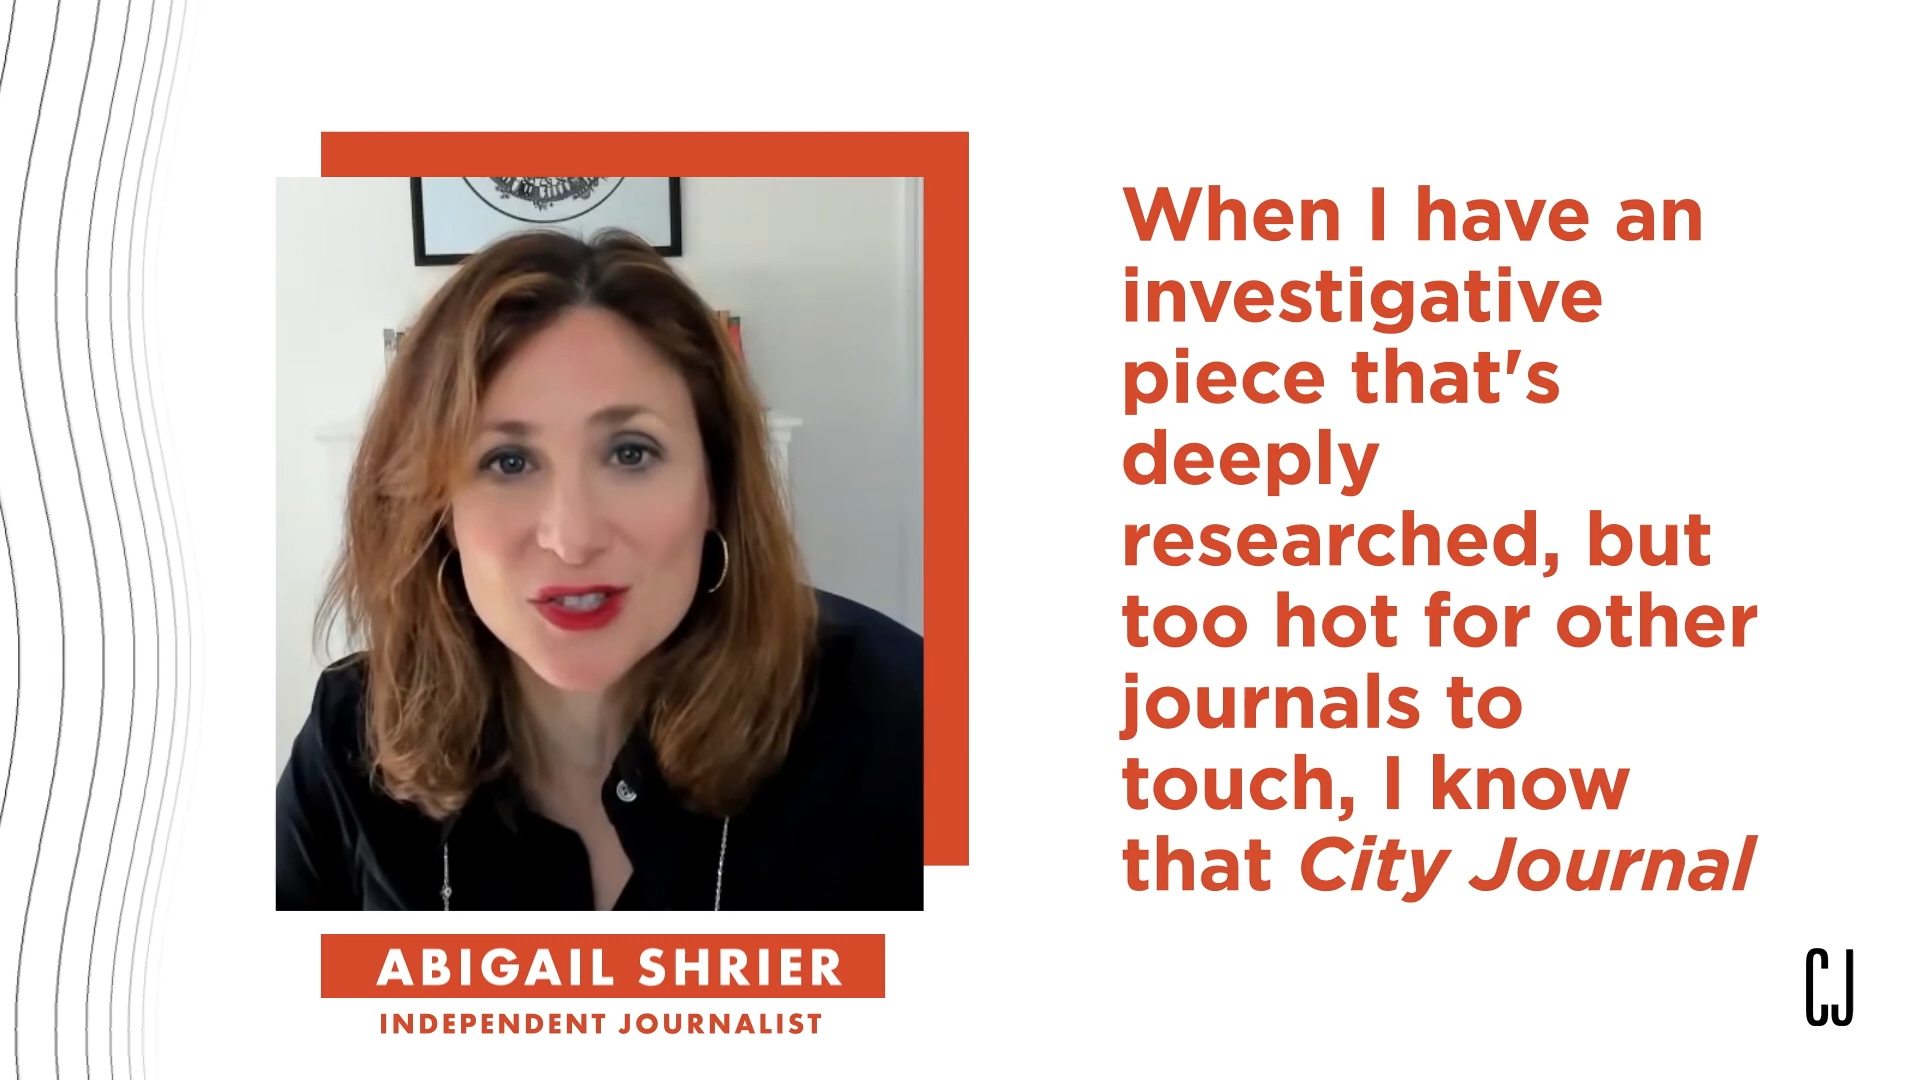 When I have an
investigative
piece that's
deeply
researched, but
too hot for other
journals to
touch, I know
that City Journal
ABIGAIL SHRIER
INDEPENDENT JOURNALIST
CJ